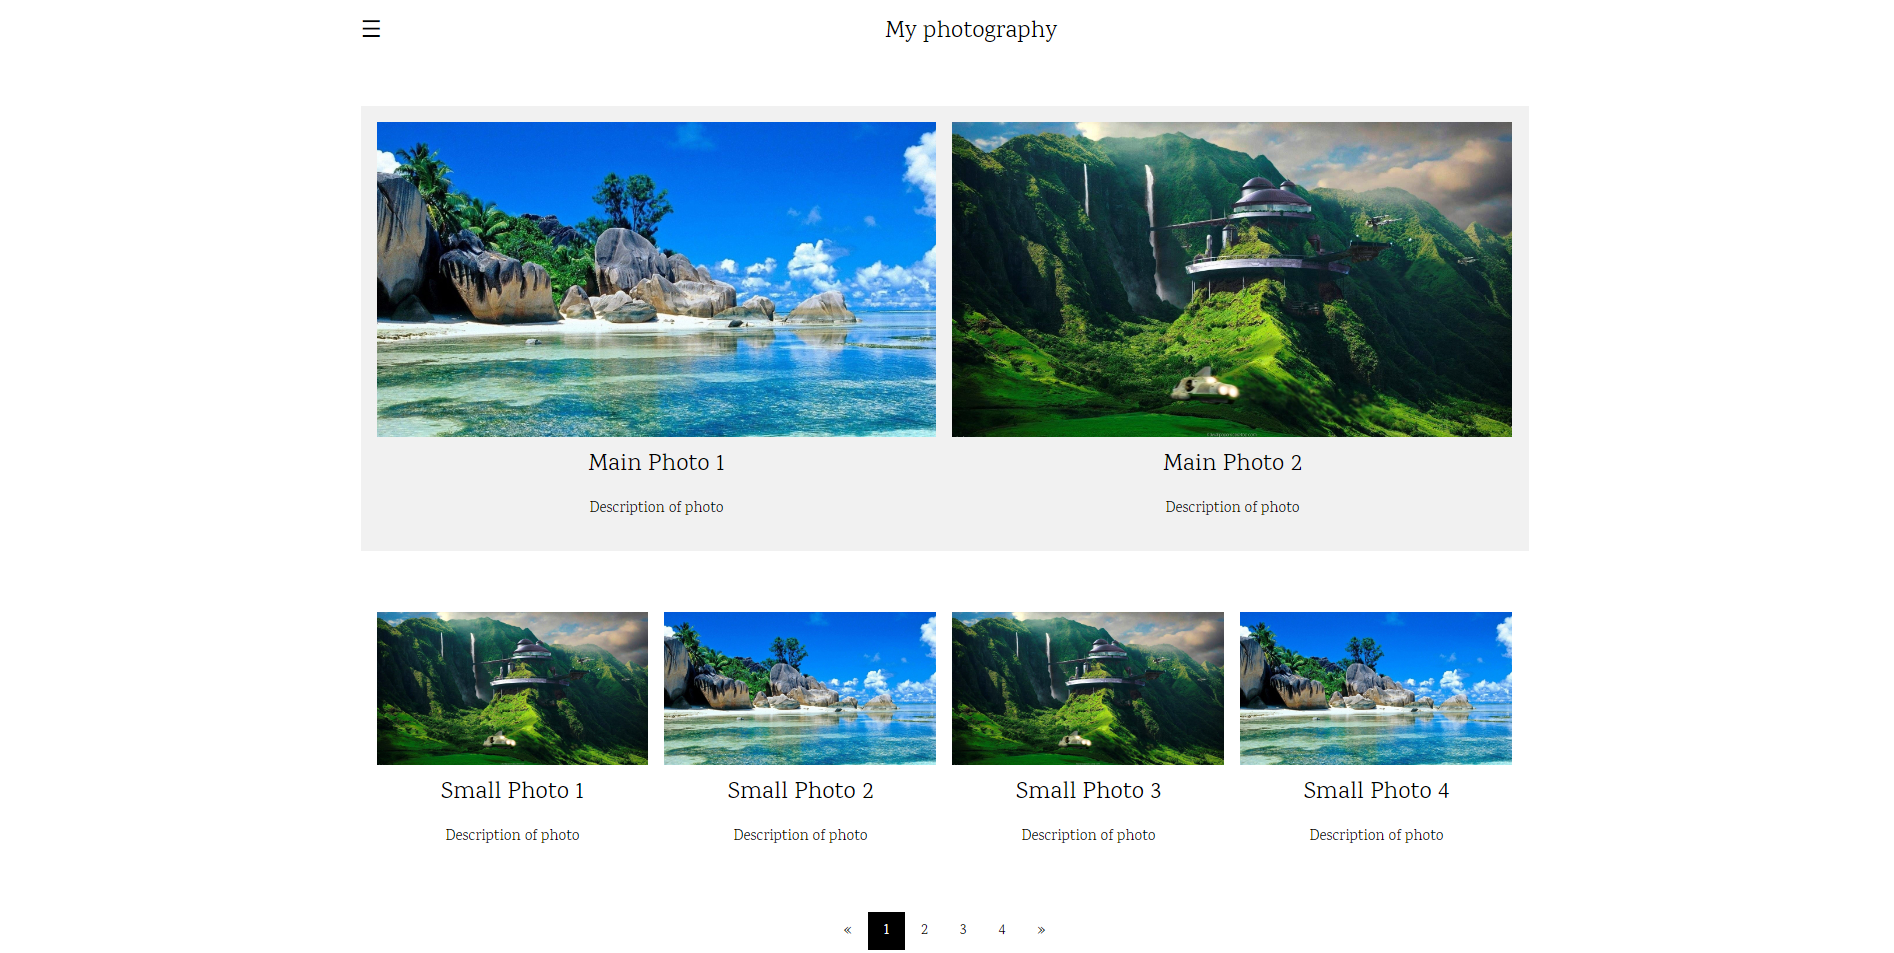 ☰ My photography
Main Photo 1
Main Photo 2
Description of photo
Description of photo
Small Photo 1
Small Photo 2
Small Photo 3
Small Photo 4
Description of photo
Description of photo
Description of photo
Description of photo
« 1 2 3 4 »